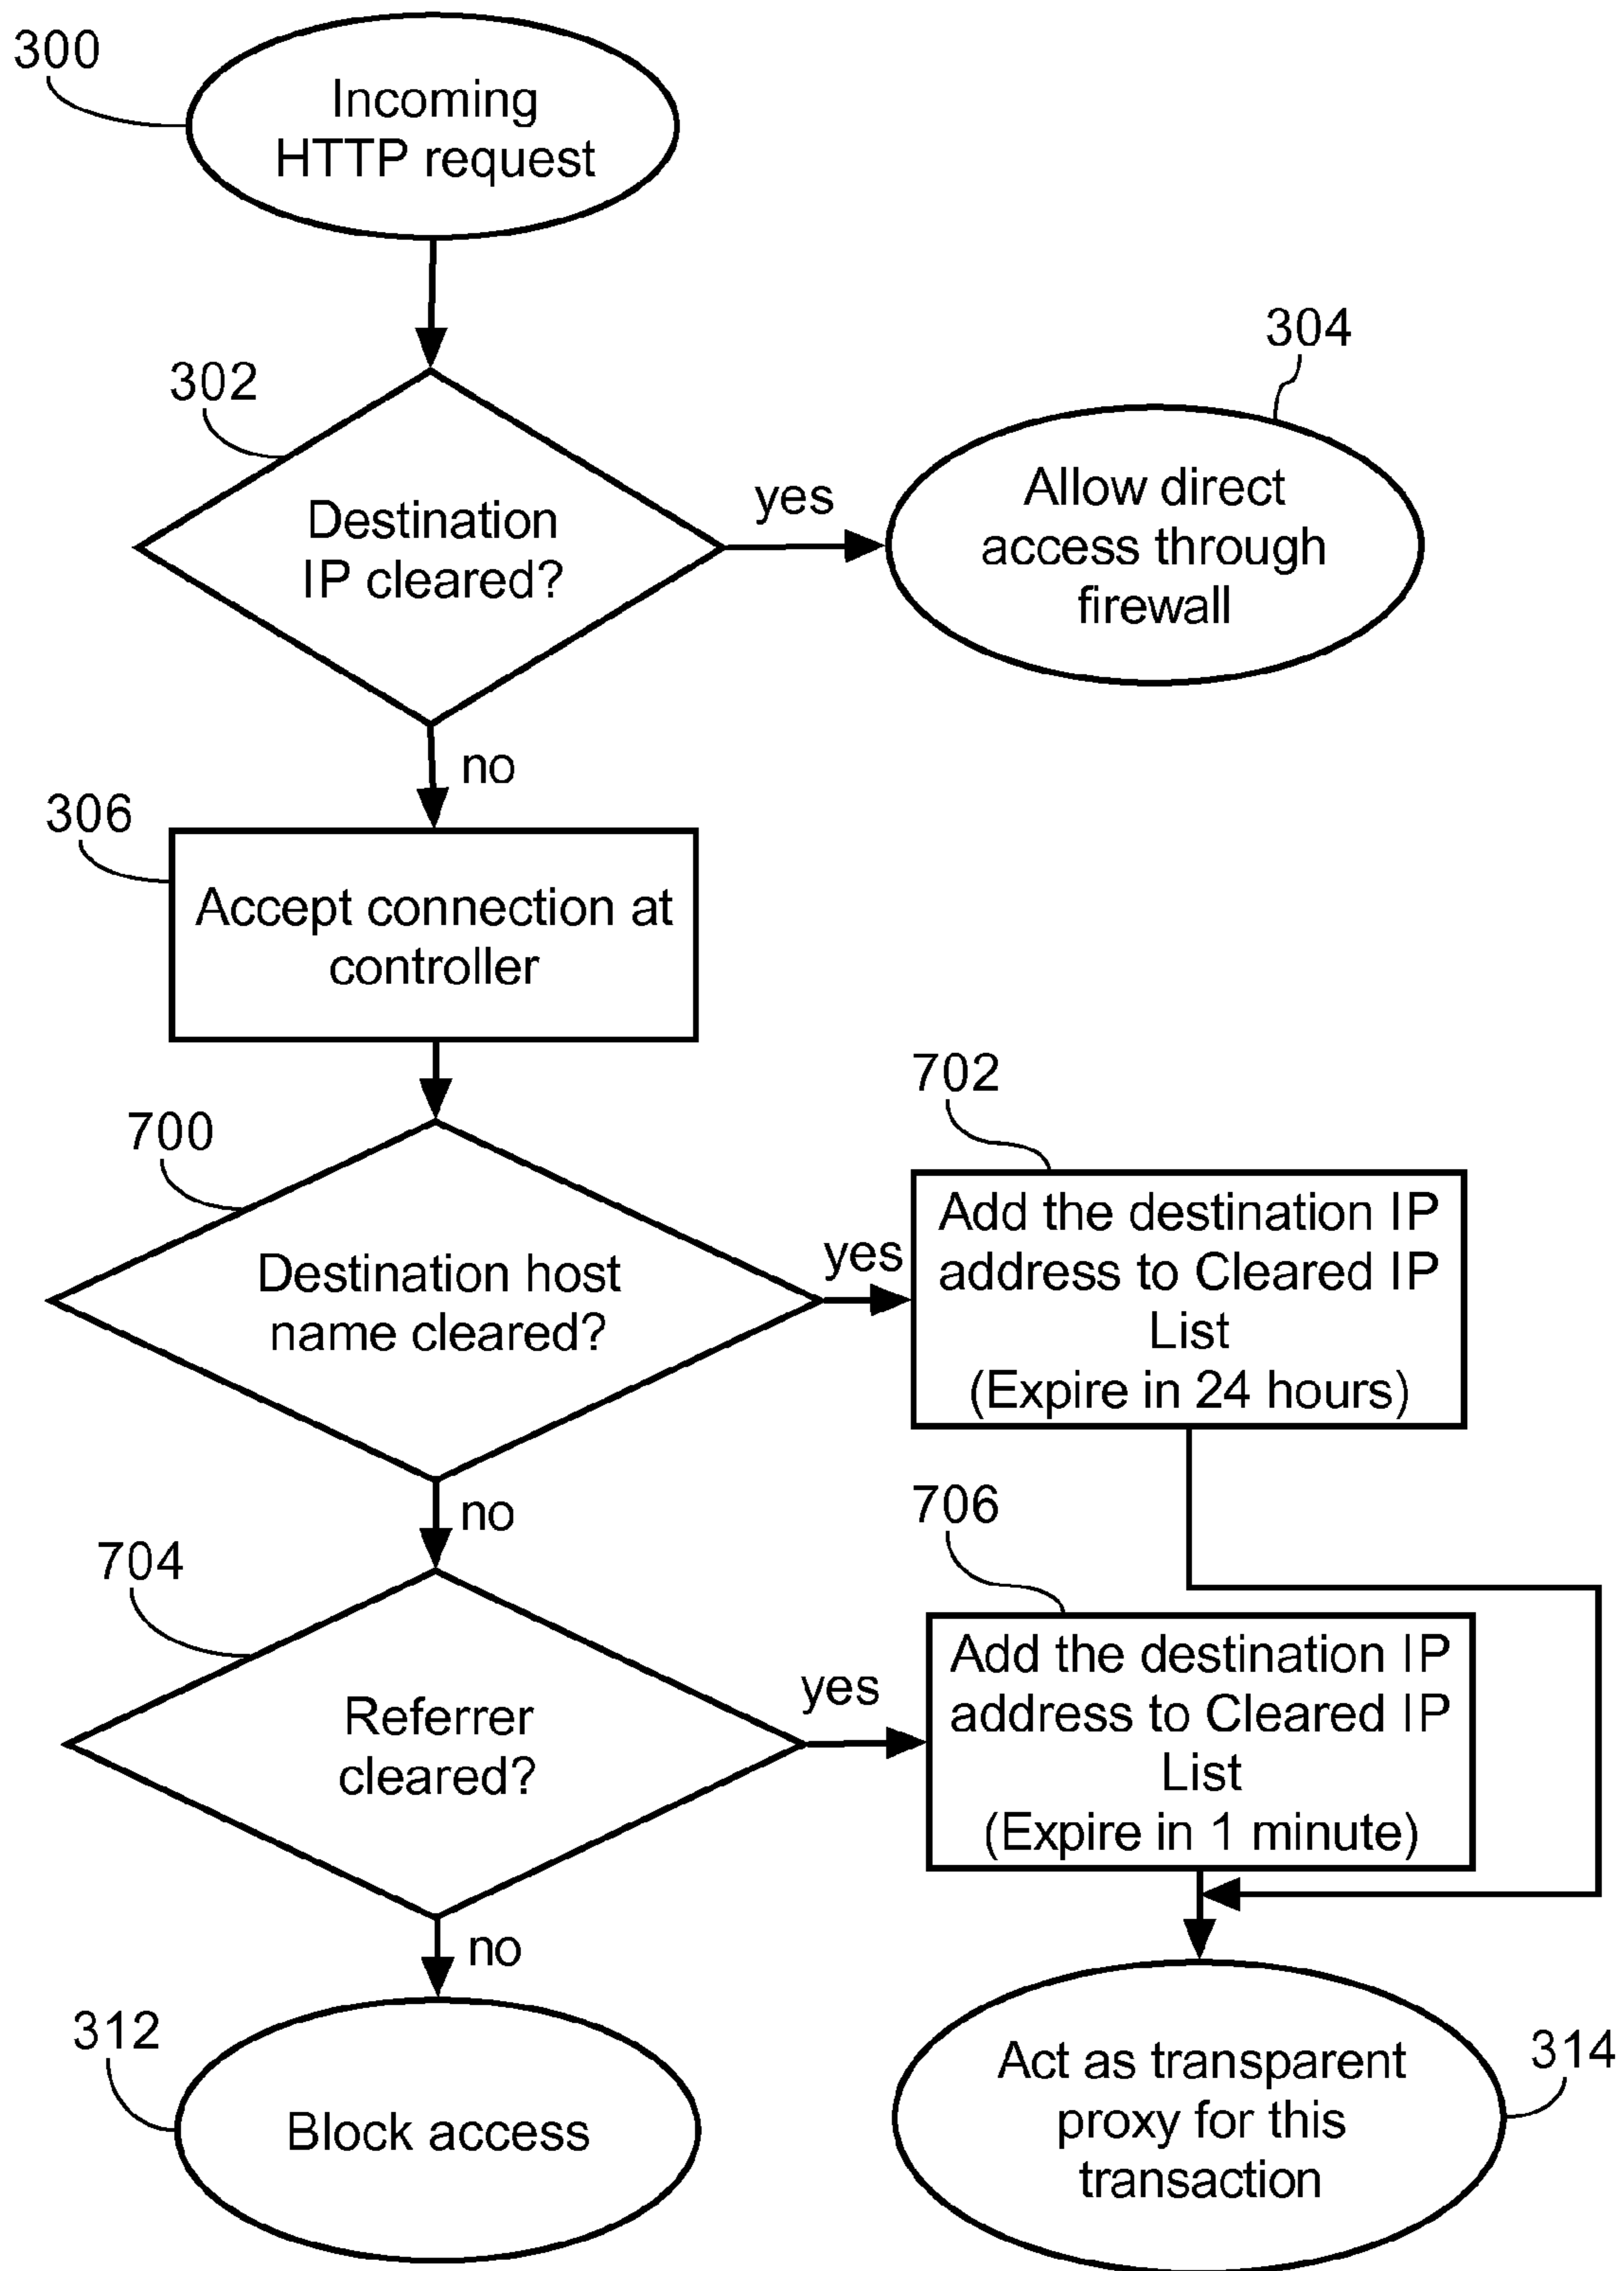 300
Incoming
HTTP request
304
302
Destination
IP cleared?
yes
Allow direct
access through
firewall
no
306
Accept connection at
controller
702
700
Destination host
name cleared?
yes
Add the destination IP
address to Cleared IP
List
(Expire in 24 hours)
no
706
704
Referrer
cleared?
yes
Add the destination IP
address to Cleared IP
List
(Expire in 1 minute)
no
312
Block access
314
Act as transparent
proxy for this
transaction